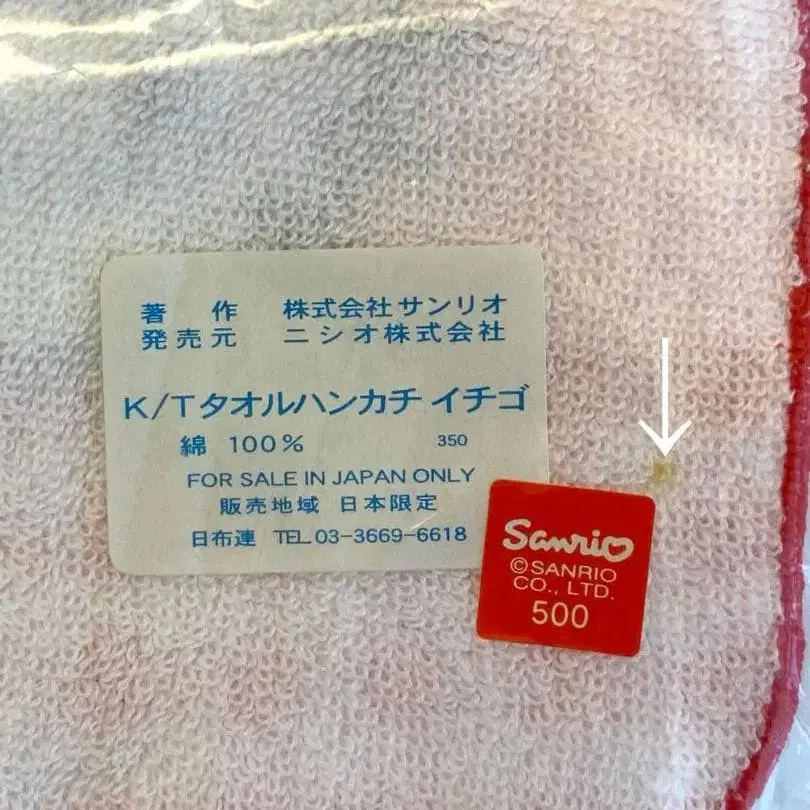 著作 株式会社サンリオ
発売元 ニシオ株式会社
K/Tタオルハンカチ イチゴ
綿 100% 350
FOR SALE IN JAPAN ONLY
販売地域 日本限定
日布連 TEL 03-3669-6618
Sanrio
©SANRIO
CO., LTD.
500